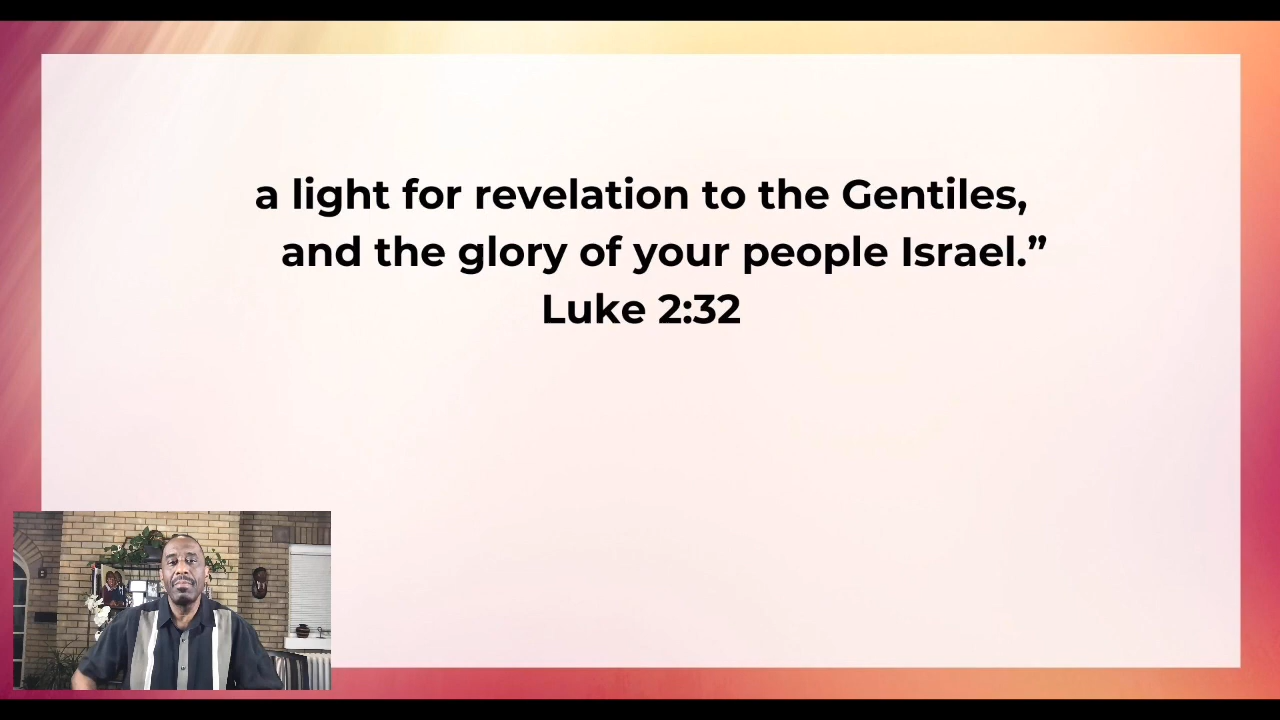 a light for revelation to the Gentiles,
and the glory of your people Israel.”
Luke 2:32